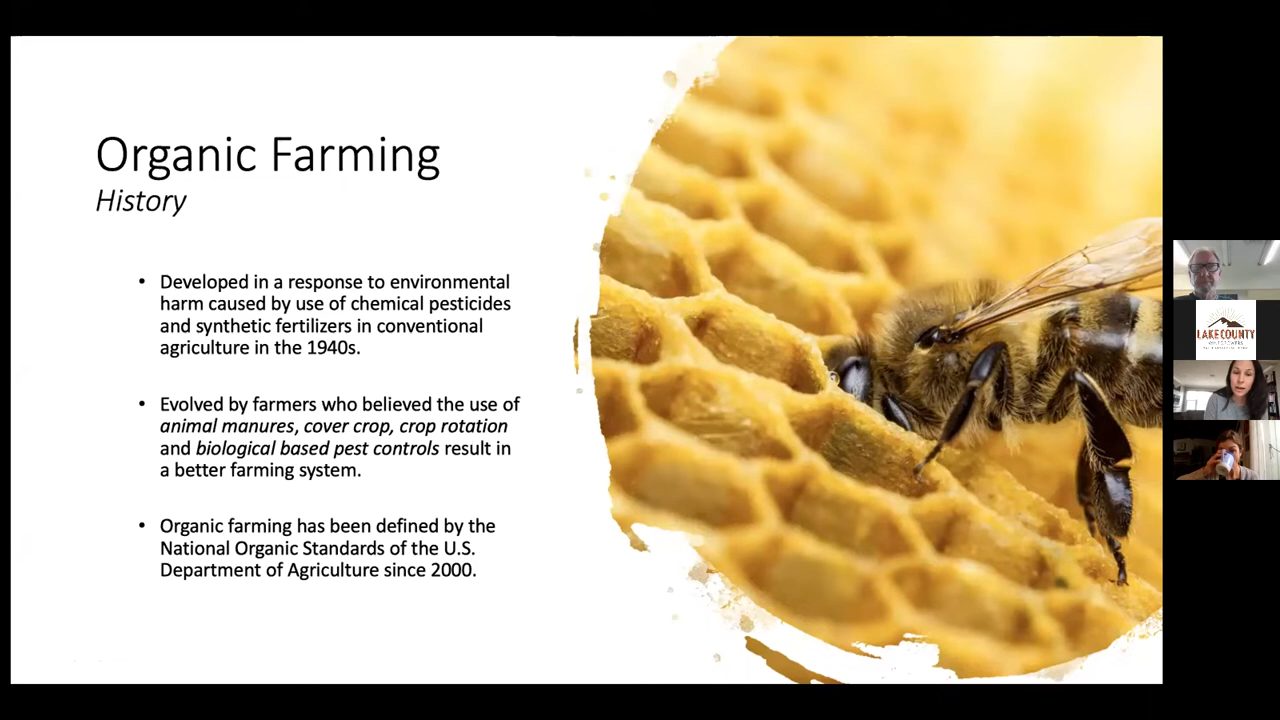 Organic Farming
History
• Developed in a response to environmental
harm caused by use of chemical pesticides
and synthetic fertilizers in conventional
agriculture in the 1940s.
• Evolved by farmers who believed the use of
animal manures, cover crop, crop rotation
and biological based pest controls result in
a better farming system.
• Organic farming has been defined by the
National Organic Standards of the U.S.
Department of Agriculture since 2000.
LAKE COUNTY